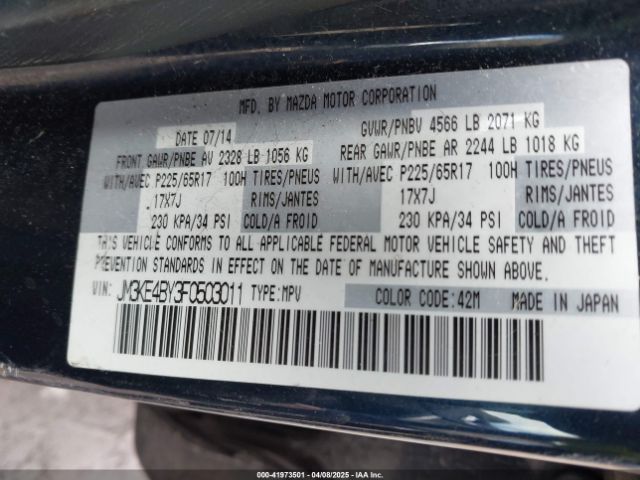 MFD. BY MAZDA MOTOR CORPORATION
DATE 07/14 GVWR/PNBV 4566 LB 2071 KG
FRONT GAWR/PNBE AV 2328 LB 1056 KG REAR GAWR/PNBE AR 2244 LB 1018 KG
WITH/AVEC P225/65R17 100H TIRES/PNEUS WITH/AVEC P225/65R17 100H TIRES/PNEUS
17X7J RIMS/JANTES 17X7J RIMS/JANTES
230 KPA/34 PSI COLD/A FROID 230 KPA/34 PSI COLD/A FROID
THIS VEHICLE CONFORMS TO ALL APPLICABLE FEDERAL MOTOR VEHICLE SAFETY AND THEFT
PREVENTION STANDARDS IN EFFECT ON THE DATE OF MANUFACTURE SHOWN ABOVE.
VIN: JM3KE4BY3F0503011 TYPE:MPV COLOR CODE:42M MADE IN JAPAN
000-41973501 - 04/08/2025 - IAA Inc.